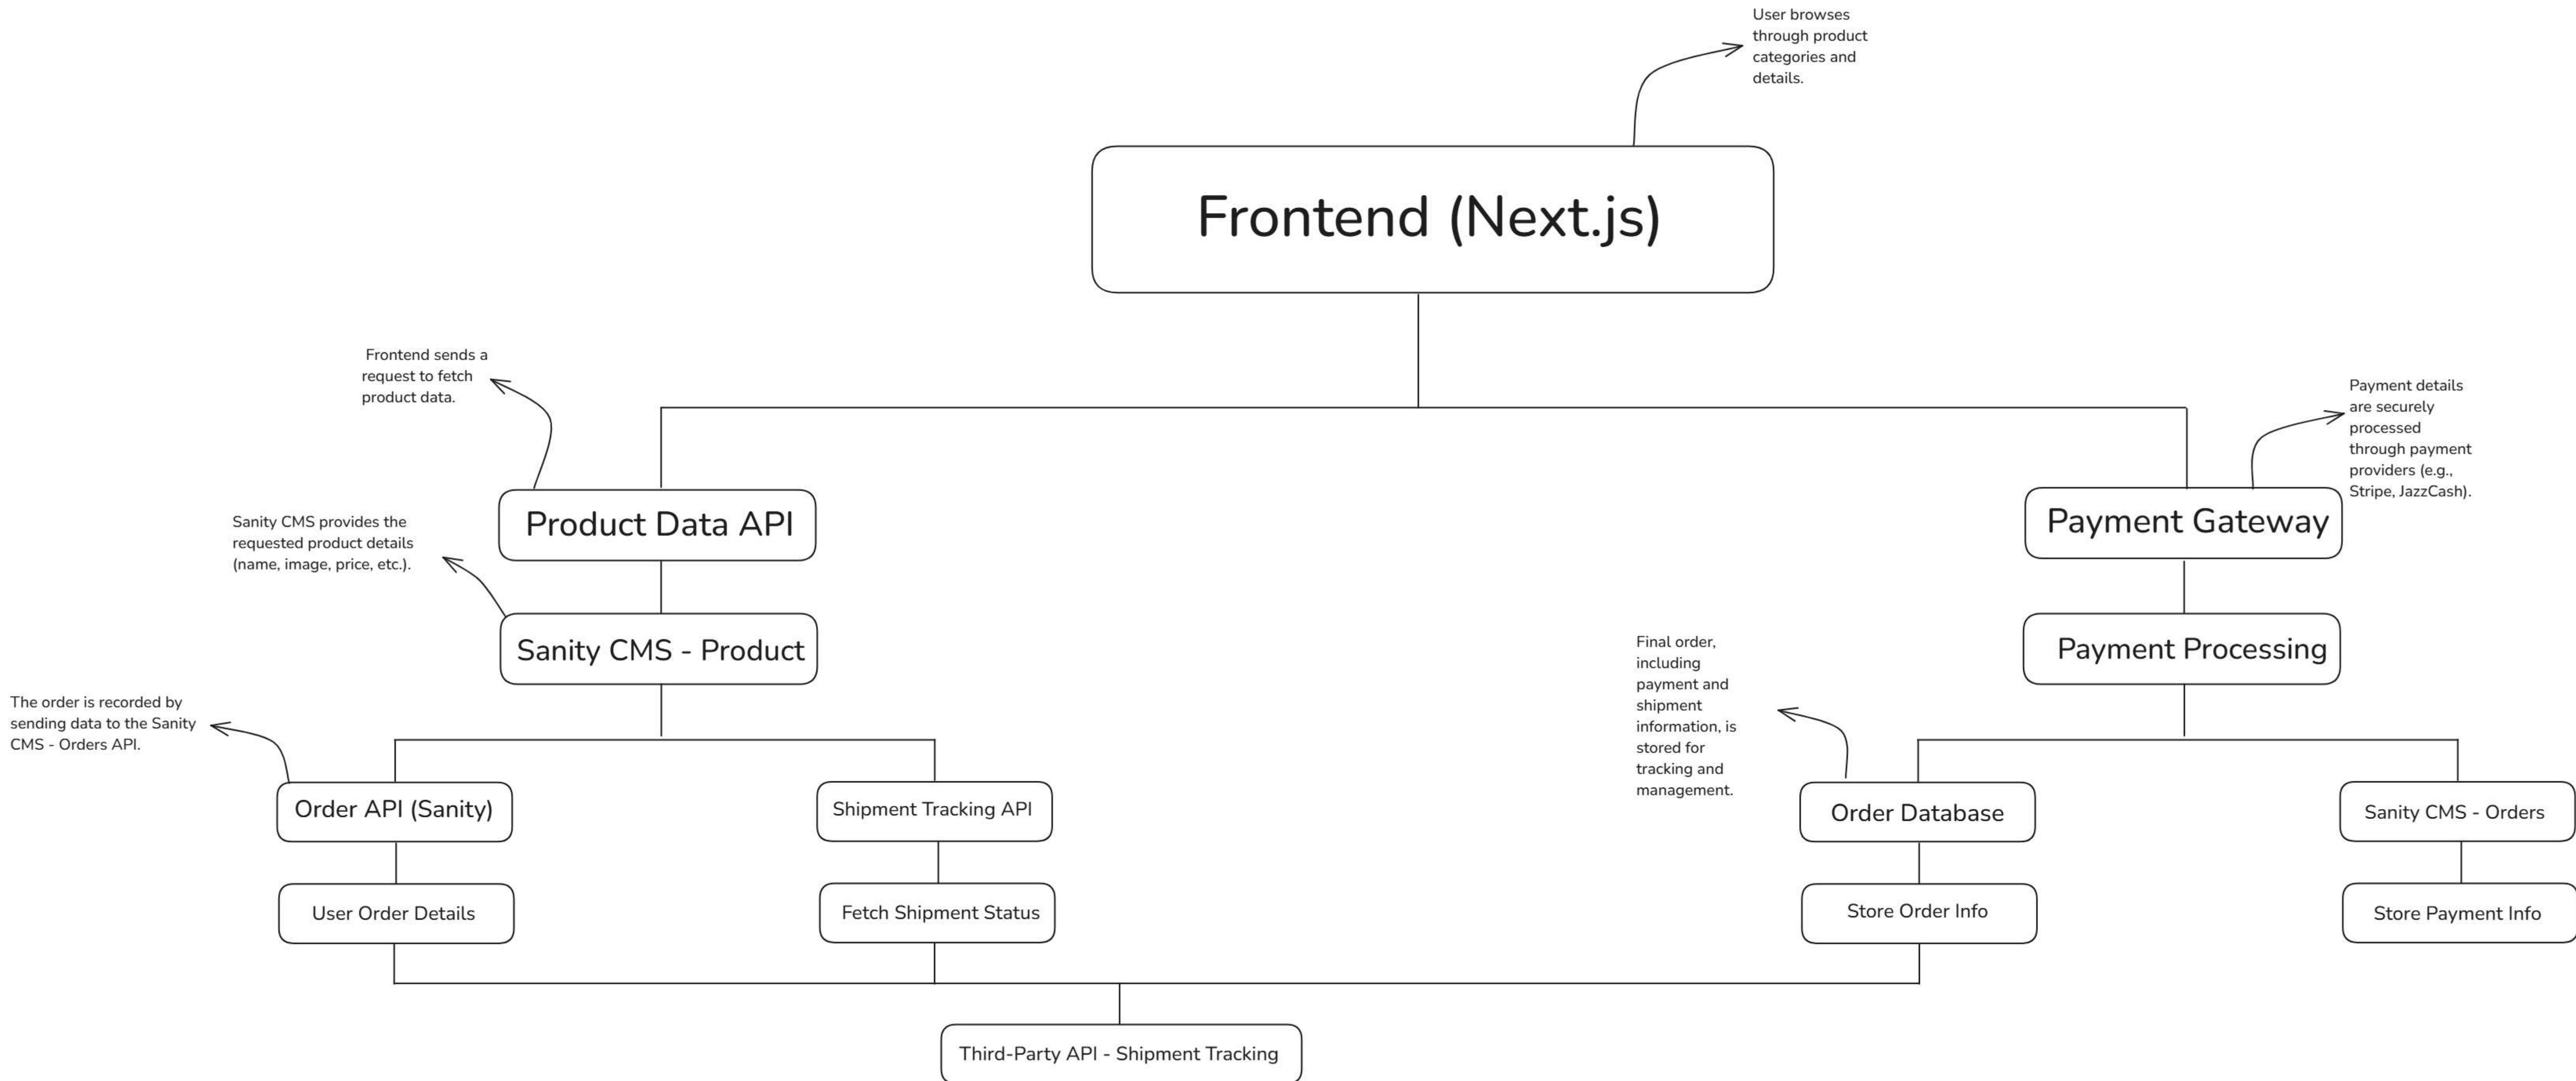 User browses
through product
categories and
details.
Frontend (Next.js)
Frontend sends a
request to fetch
product data.
Payment details
are securely
processed
through payment
providers (e.g.,
Stripe, JazzCash).
Product Data API
Payment Gateway
Sanity CMS provides the
requested product details
(name, image, price, etc.).
Sanity CMS - Product
Payment Processing
Final order,
including
payment and
shipment
information, is
stored for
tracking and
management.
The order is recorded by
sending data to the Sanity
CMS - Orders API.
Order API (Sanity)
Shipment Tracking API
Order Database
Sanity CMS - Orders
User Order Details
Fetch Shipment Status
Store Order Info
Store Payment Info
Third-Party API - Shipment Tracking